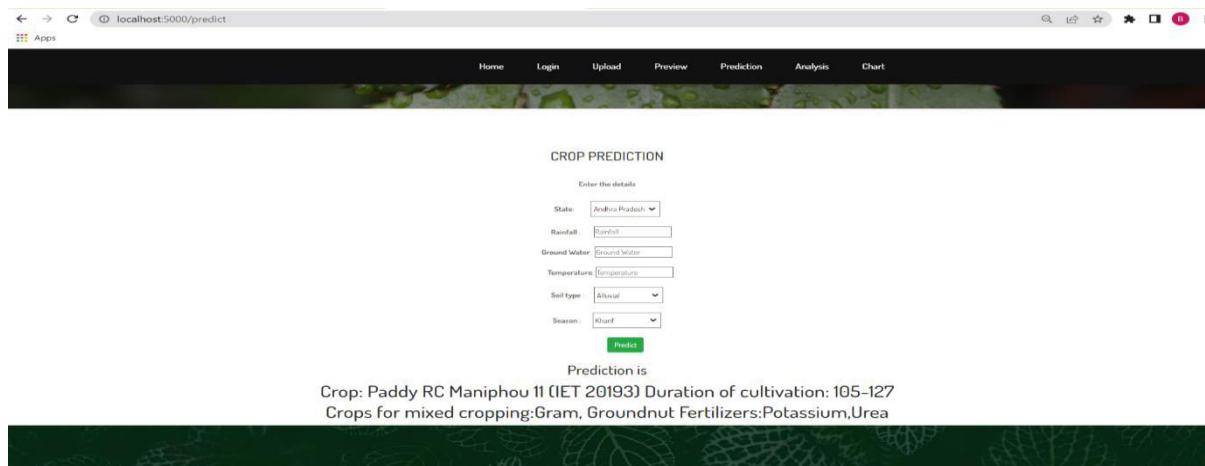 localhost:5000/predict
B
Apps
Home Login Upload Preview Prediction Analysis Chart
CROP PREDICTION
Enter the details
State: Andhra Pradesh
Rainfall : Rainfall
Ground Water: Ground Water
Temperature: Temperature
Soil type : Alluvial
Season : Kharif
Predict
Prediction is
Crop: Paddy RC Maniphou 11 (IET 20193) Duration of cultivation: 105-127
Crops for mixed cropping:Gram, Groundnut Fertilizers:Potassium,Urea